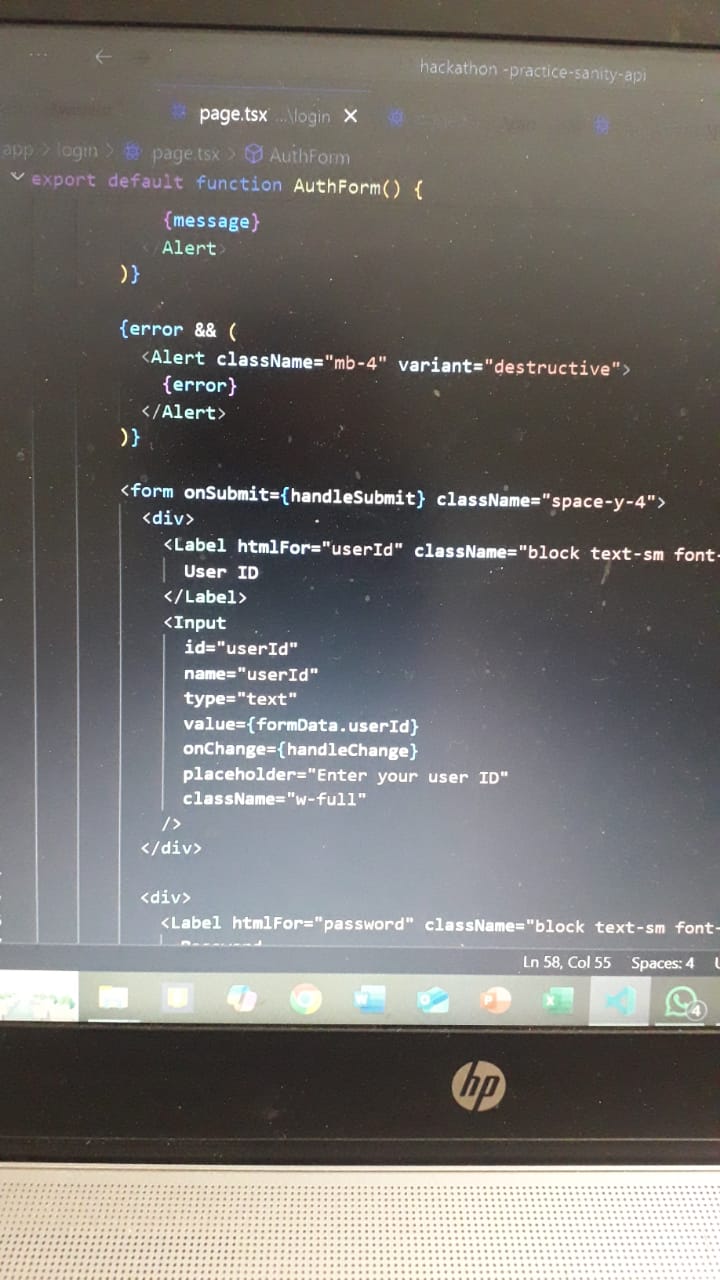 hackathon -practice-sanity-api
page.tsx ...\login ×
app > login > page.tsx > AuthForm
export default function AuthForm() {
{message}
Alert
)}
{error && (
<Alert className="mb-4" variant="destructive">
{error}
</Alert>
)}
<form onSubmit={handleSubmit} className="space-y-4">
<div>
<Label htmlFor="userId" className="block text-sm font-
User ID
</Label>
<Input
id="userId"
name="userId"
type="text"
value={formData.userId}
onChange={handleChange}
placeholder="Enter your user ID"
className="w-full"
/>
</div>
<div>
<Label htmlFor="password" className="block text-sm font-
Ln 58, Col 55 Spaces: 4
4
hp